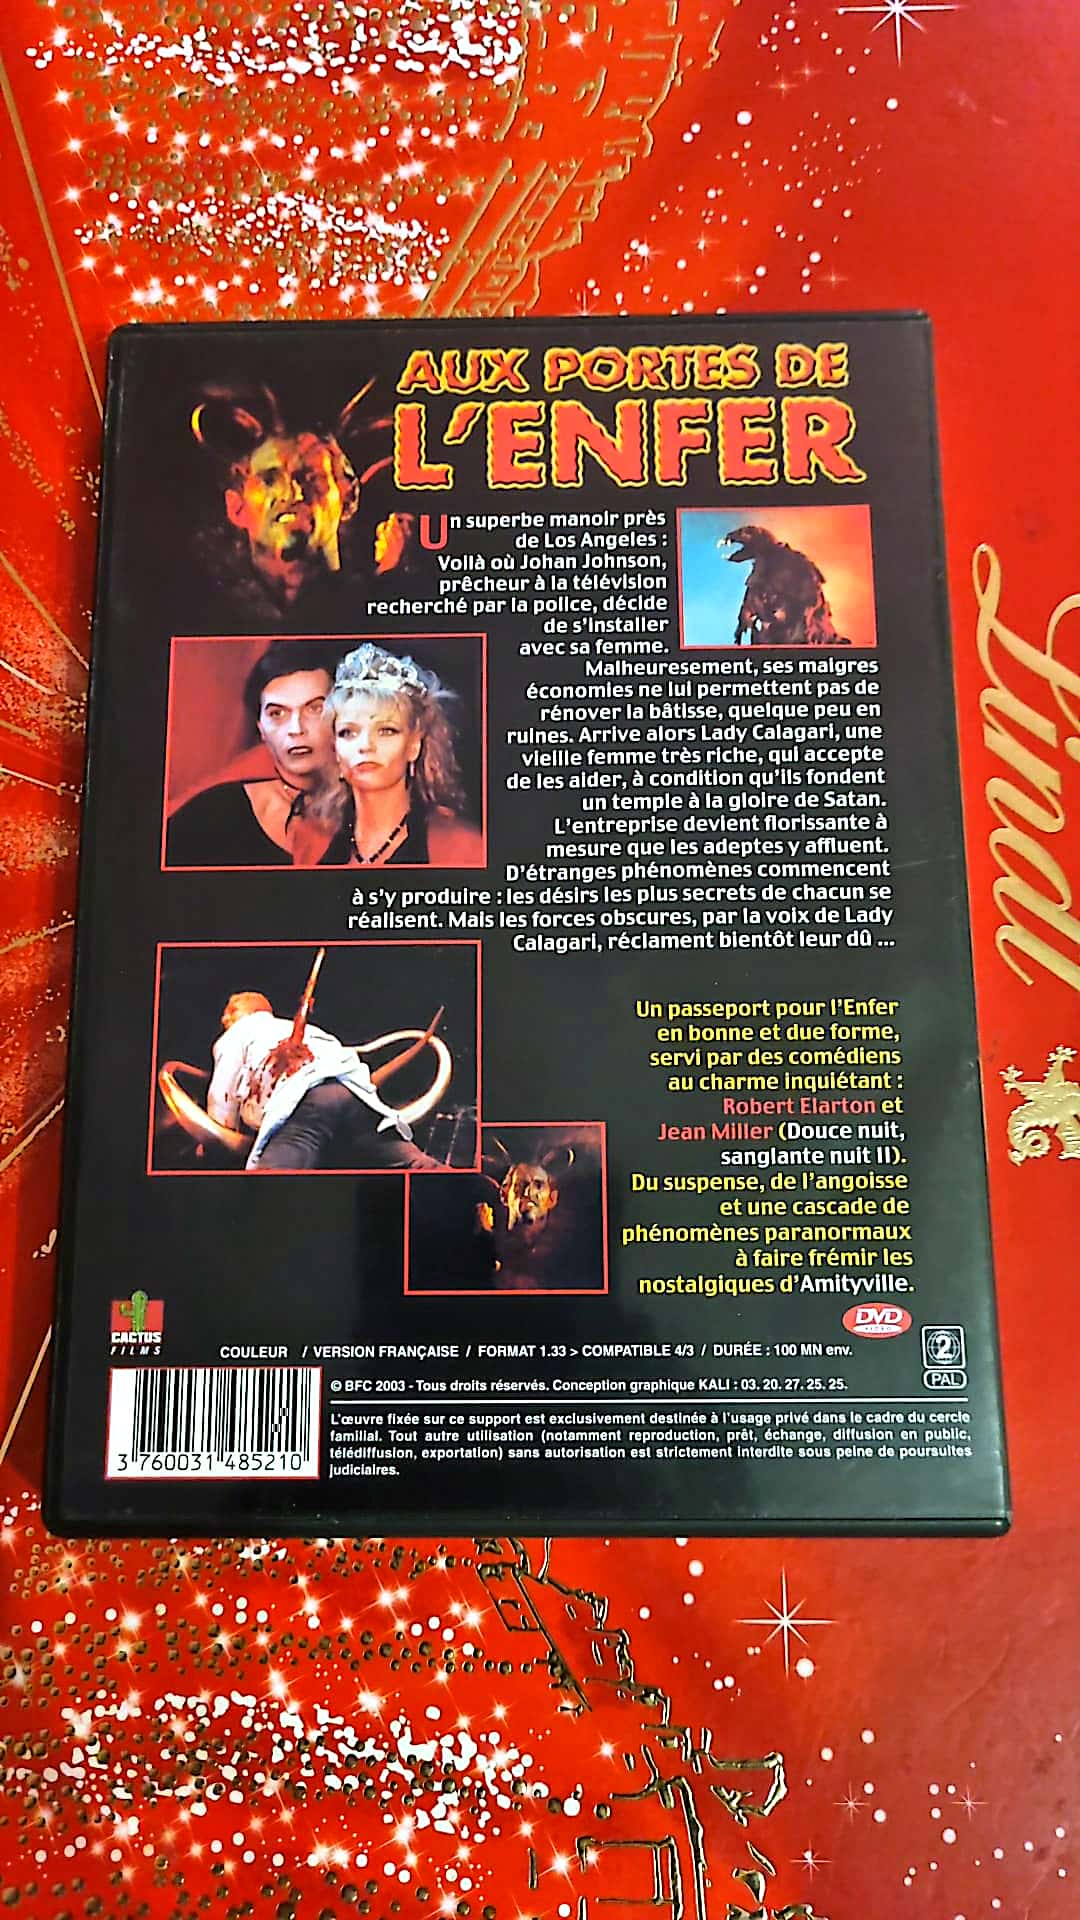 AUX PORTES DE
L'ENFER
Un superbe manoir près
de Los Angeles :
Voilà où Johan Johnson,
prêcheur à la télévision
recherché par la police, décide
de s'installer
avec sa femme.
Malheuresement, ses maigres
économies ne lui permettent pas de
rénover la bâtisse, quelque peu en
ruines. Arrive alors Lady Calagari, une
vieille femme très riche, qui accepte
de les aider, à condition qu'ils fondent
un temple à la gloire de Satan.
L'entreprise devient florissante à
mesure que les adeptes y affluent.
D'étranges phénomènes commencent
à s'y produire : les désirs les plus secrets de chacun se
réalisent. Mais les forces obscures, par la voix de Lady
Calagari, réclament bientôt leur dû ...
Un passeport pour l'Enfer
en bonne et due forme,
servi par des comédiens
au charme inquiétant :
Robert Elarton et
Jean Miller (Douce nuit,
sanglante nuit II).
Du suspense, de l'angoisse
et une cascade de
phénomènes paranormaux
à faire frémir les
nostalgiques d'Amityville.
DVD
VIDEO
CACTUS
FILMS
COULEUR / VERSION FRANÇAISE / FORMAT 1.33 > COMPATIBLE 4/3 / DURÉE : 100 MN env.
2
PAL
© BFC 2003 - Tous droits réservés. Conception graphique KALI : 03. 20. 27. 25. 25.
L'œuvre fixée sur ce support est exclusivement destinée à l'usage privé dans le cadre du cercle
familial. Tout autre utilisation (notamment reproduction, prêt, échange, diffusion en public,
télédiffusion, exportation) sans autorisation est strictement interdite sous peine de poursuites
judiciaires.
3 760031 485210
Lindt